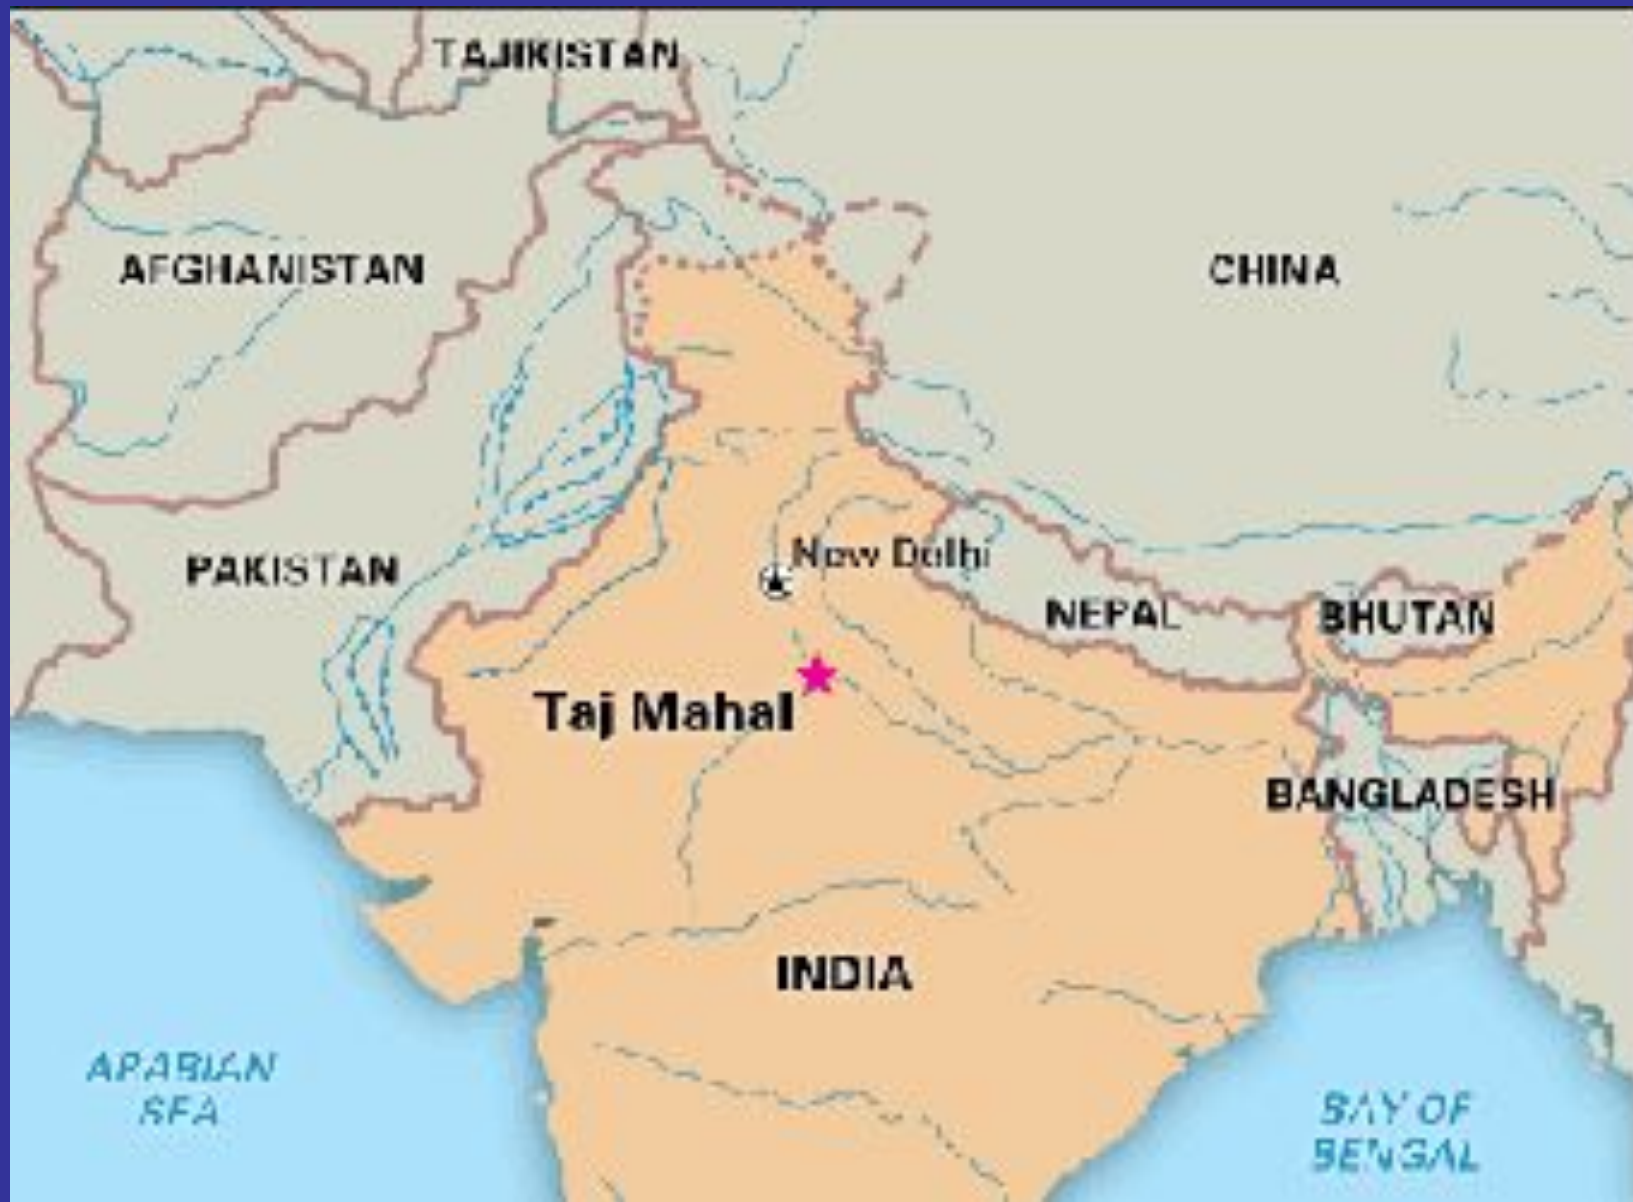 TAJIKISTAN
AFGHANISTAN
CHINA
New Delhi
PAKISTAN
NEPAL
BHUTAN
Taj Mahal
BANGLADESH
INDIA
ARABIAN
SEA
BAY OF
BENGAL